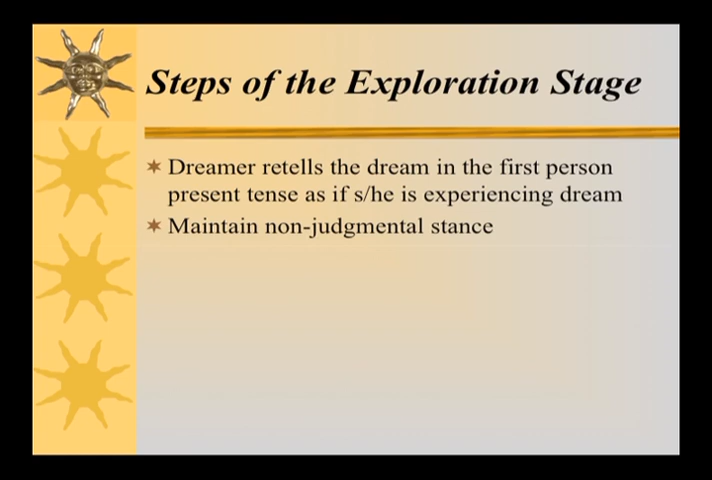 Steps of the Exploration Stage
Dreamer retells the dream in the first person
present tense as if s/he is experiencing dream
Maintain non-judgmental stance